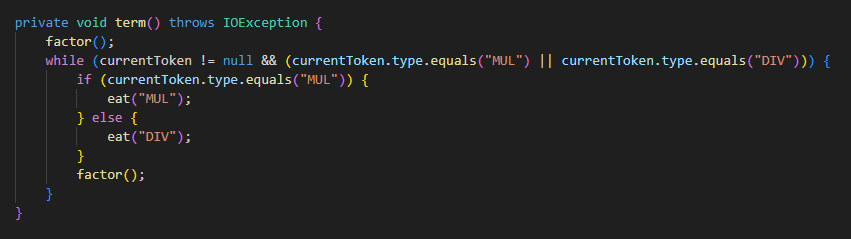 private void term() throws IOException {
    factor();
    while (currentToken != null && (currentToken.type.equals("MUL") || currentToken.type.equals("DIV"))) {
        if (currentToken.type.equals("MUL")) {
            eat("MUL");
        } else {
            eat("DIV");
        }
        factor();
    }
}